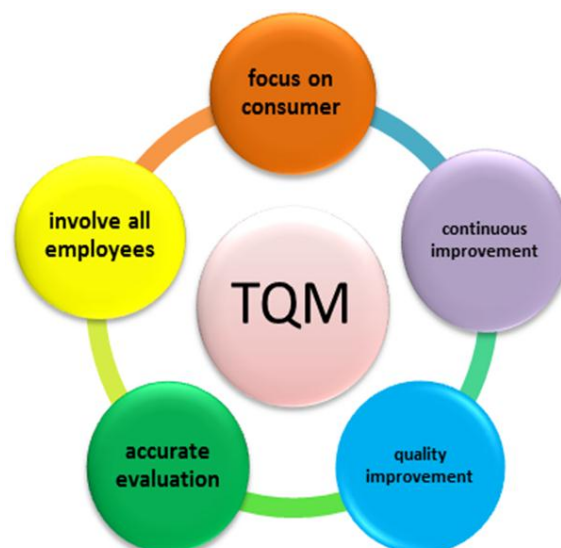 focus on
consumer
continuous
improvement
quality
improvement
accurate
evaluation
involve all
employees
TQM